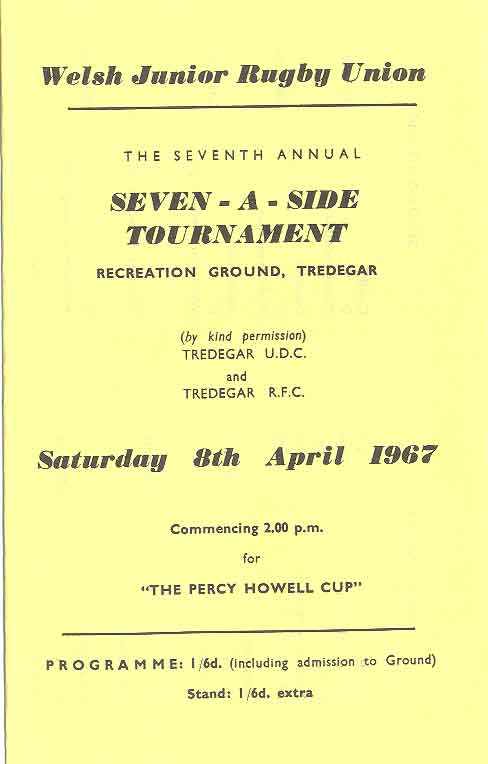 Welsh Junior Rugby Union
THE SEVENTH ANNUAL
SEVEN - A - SIDE
TOURNAMENT
RECREATION GROUND, TREDEGAR
(by kind permission)
TREDEGAR U.D.C.
and
TREDEGAR R.F.C.
Saturday 8th April 1967
Commencing 2.00 p.m.
for
"THE PERCY HOWELL CUP"
PROGRAMME: 1/6d. (including admission to Ground)
Stand: 1/6d. extra